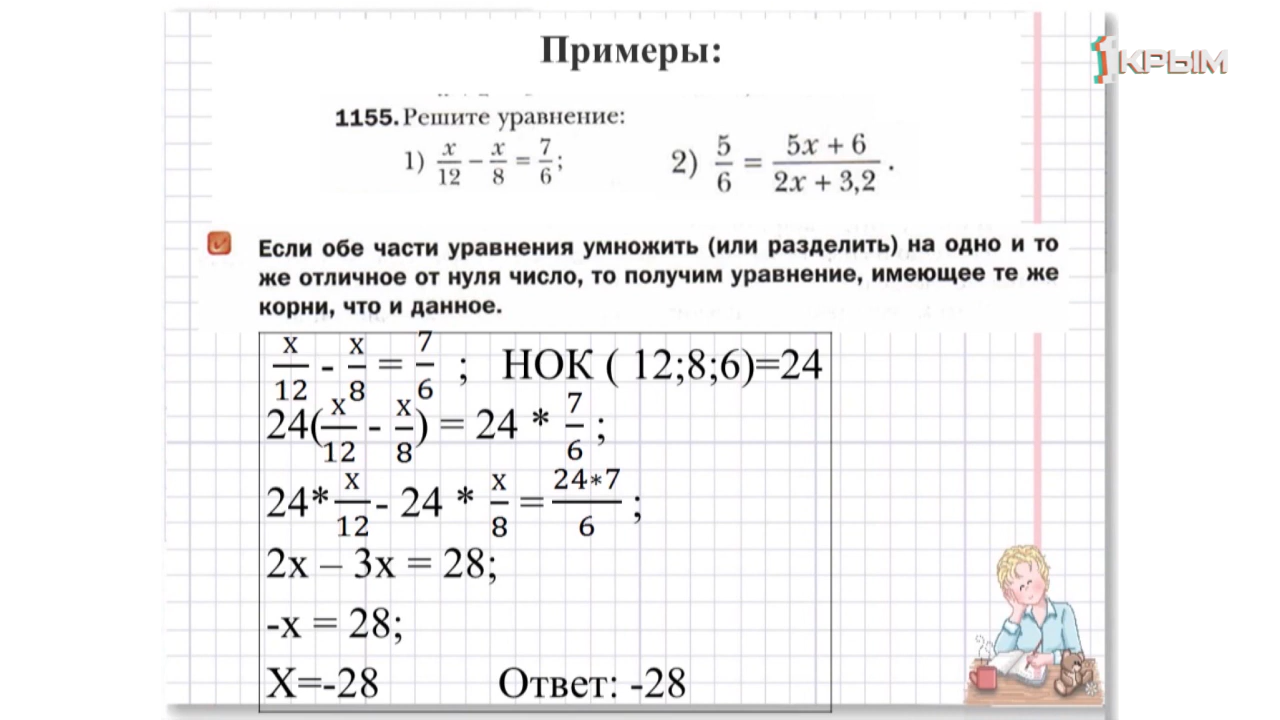 Примеры:
1КРЫМ
1155. Решите уравнение:
1) x/12 − x/8 = 7/6; 2) 5/6 = (5x + 6)/(2x + 3,2).
Если обе части уравнения умножить (или разделить) на одно и то
же отличное от нуля число, то получим уравнение, имеющее те же
корни, что и данное.
х/12 - х/8 = 7/6 ; НОК ( 12;8;6)=24
24(х/12 - х/8) = 24 * 7/6 ;
24*х/12 - 24 * х/8 = 24*7/6 ;
2х – 3х = 28;
-х = 28;
Х=-28 Ответ: -28